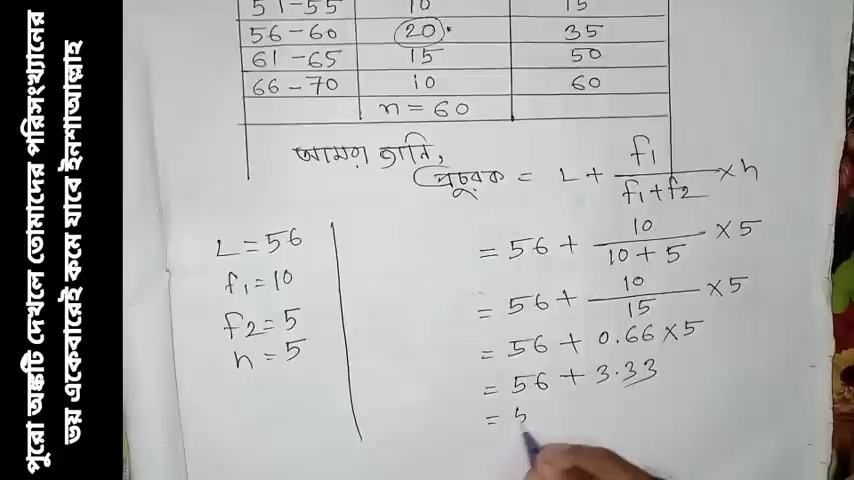 পুরো অঙ্কটি দেখলে তোমাদের পরিসংখ্যানের
ভয় একেবারেই কমে যাবে ইনশাআল্লাহ
51-55 10 15
56-60 20 35
61-65 15 50
66-70 10 60
n = 60
আমরা জানি,
প্রচুরক = L + f₁/(f₁+f₂) × h
L = 56
f₁ = 10
f₂ = 5
h = 5
= 56 + 10/(10+5) × 5
= 56 + 10/15 × 5
= 56 + 0.66 × 5
= 56 + 3.33
= 5